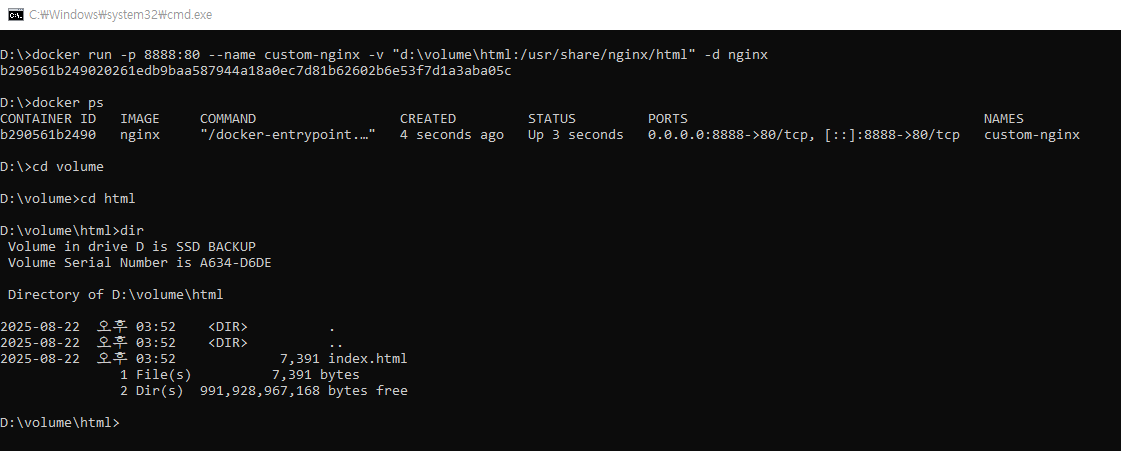 C:₩Windows₩system32₩cmd.exe
D:\>docker run -p 8888:80 --name custom-nginx -v "d:\volume\html:/usr/share/nginx/html" -d nginx
b290561b249020261edb9baa587944a18a0ec7d81b62602b6e53f7d1a3aba05c
D:\>docker ps
CONTAINER ID   IMAGE     COMMAND                   CREATED         STATUS         PORTS                                     NAMES
b290561b2490   nginx     "/docker-entrypoint.…"   4 seconds ago   Up 3 seconds   0.0.0.0:8888->80/tcp, [::]:8888->80/tcp   custom-nginx
D:\>cd volume
D:\volume>cd html
D:\volume\html>dir
 Volume in drive D is SSD BACKUP
 Volume Serial Number is A634-D6DE
 Directory of D:\volume\html
2025-08-22  오후 03:52    <DIR>          .
2025-08-22  오후 03:52    <DIR>          ..
2025-08-22  오후 03:52             7,391 index.html
               1 File(s)          7,391 bytes
               2 Dir(s)  991,928,967,168 bytes free
D:\volume\html>